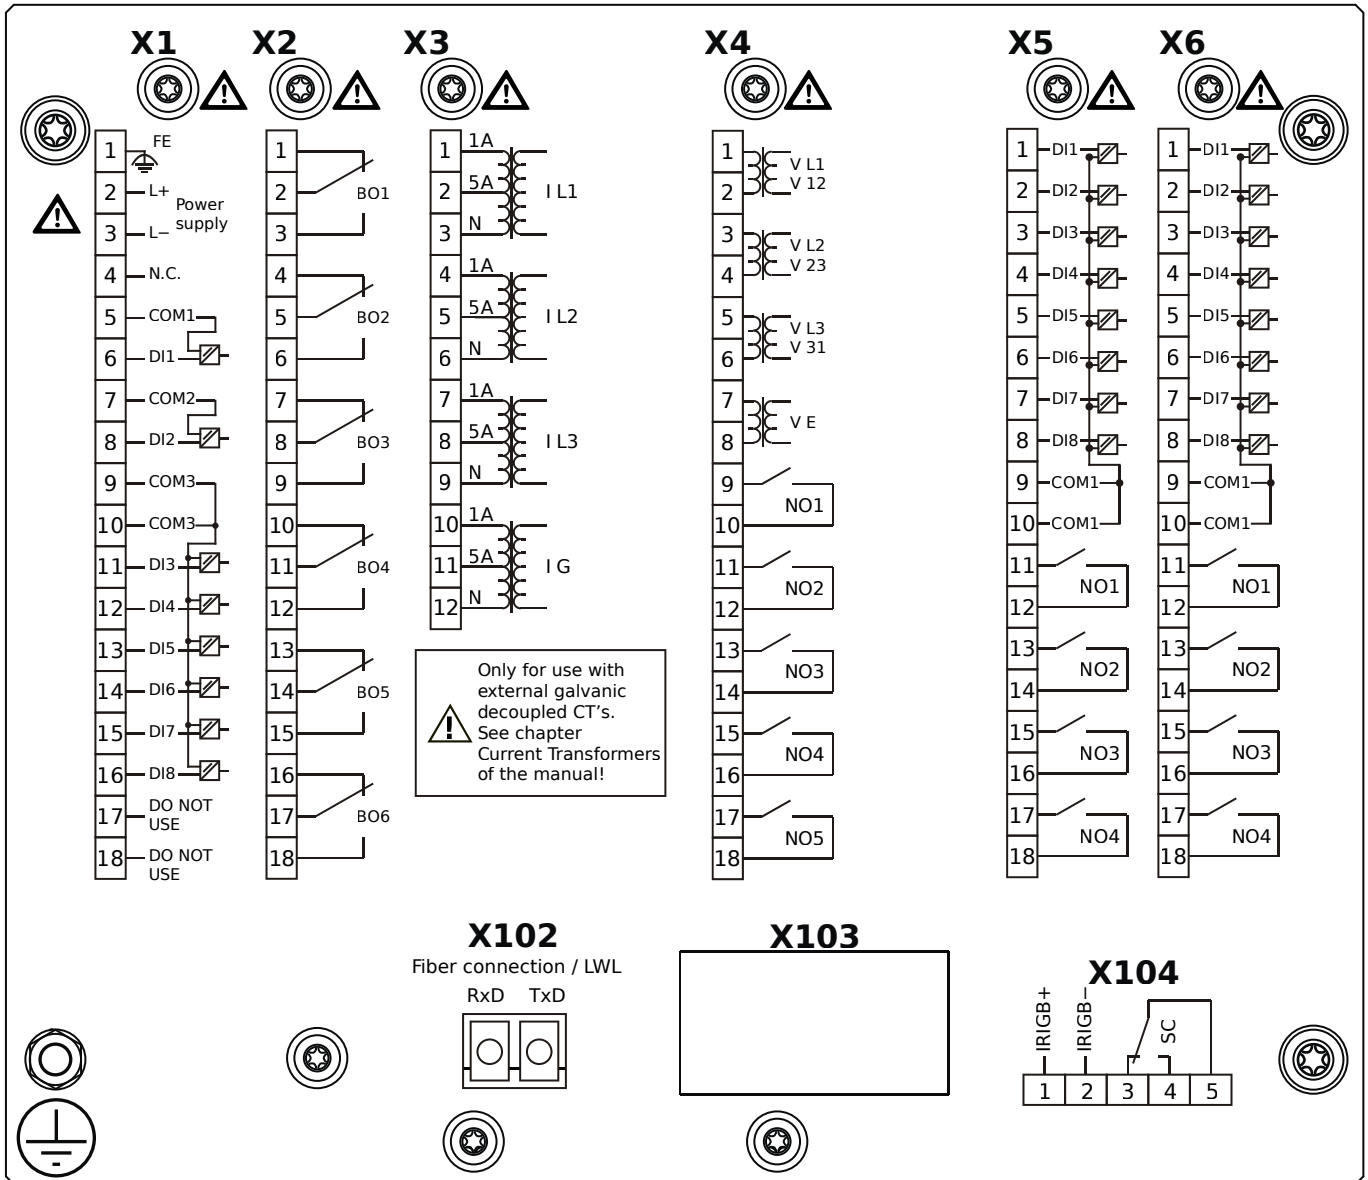 X1 X2 X3 X4 X5 X6
1 FE
2 L+
Power
supply
3 L−
4 N.C.
5 COM1
6 DI1
7 COM2
8 DI2
9 COM3
10 COM3
11 DI3
12 DI4
13 DI5
14 DI6
15 DI7
16 DI8
17 DO NOT
USE
18 DO NOT
USE
1
2 BO1
3
4
5 BO2
6
7
8 BO3
9
10
11 BO4
12
13
14 BO5
15
16
17 BO6
18
1 1A
2 5A I L1
3 N
4 1A
5 5A I L2
6 N
7 1A
8 5A I L3
9 N
10 1A
11 5A I G
12 N
Only for use with
external galvanic
decoupled CT's.
See chapter
Current Transformers
of the manual!
1 V L1
2 V 12
3 V L2
4 V 23
5 V L3
6 V 31
7
V E
8
9
NO1
10
11
NO2
12
13
NO3
14
15
NO4
16
17
NO5
18
1 DI1
2 DI2
3 DI3
4 DI4
5 DI5
6 DI6
7 DI7
8 DI8
9 COM1
10 COM1
11
NO1
12
13
NO2
14
15
NO3
16
17
NO4
18
1 DI1
2 DI2
3 DI3
4 DI4
5 DI5
6 DI6
7 DI7
8 DI8
9 COM1
10 COM1
11
NO1
12
13
NO2
14
15
NO3
16
17
NO4
18
X102
Fiber connection / LWL
RxD TxD
X103
X104
IRIGB+
IRIGB−
SC
1 2 3 4 5